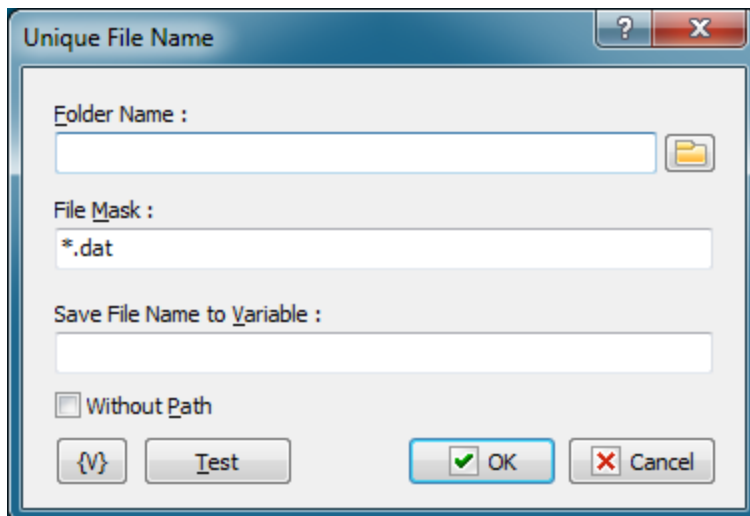 Unique File Name
?
Folder Name :
File Mask :
*.dat
Save File Name to Variable :
Without Path
{V} Test OK Cancel